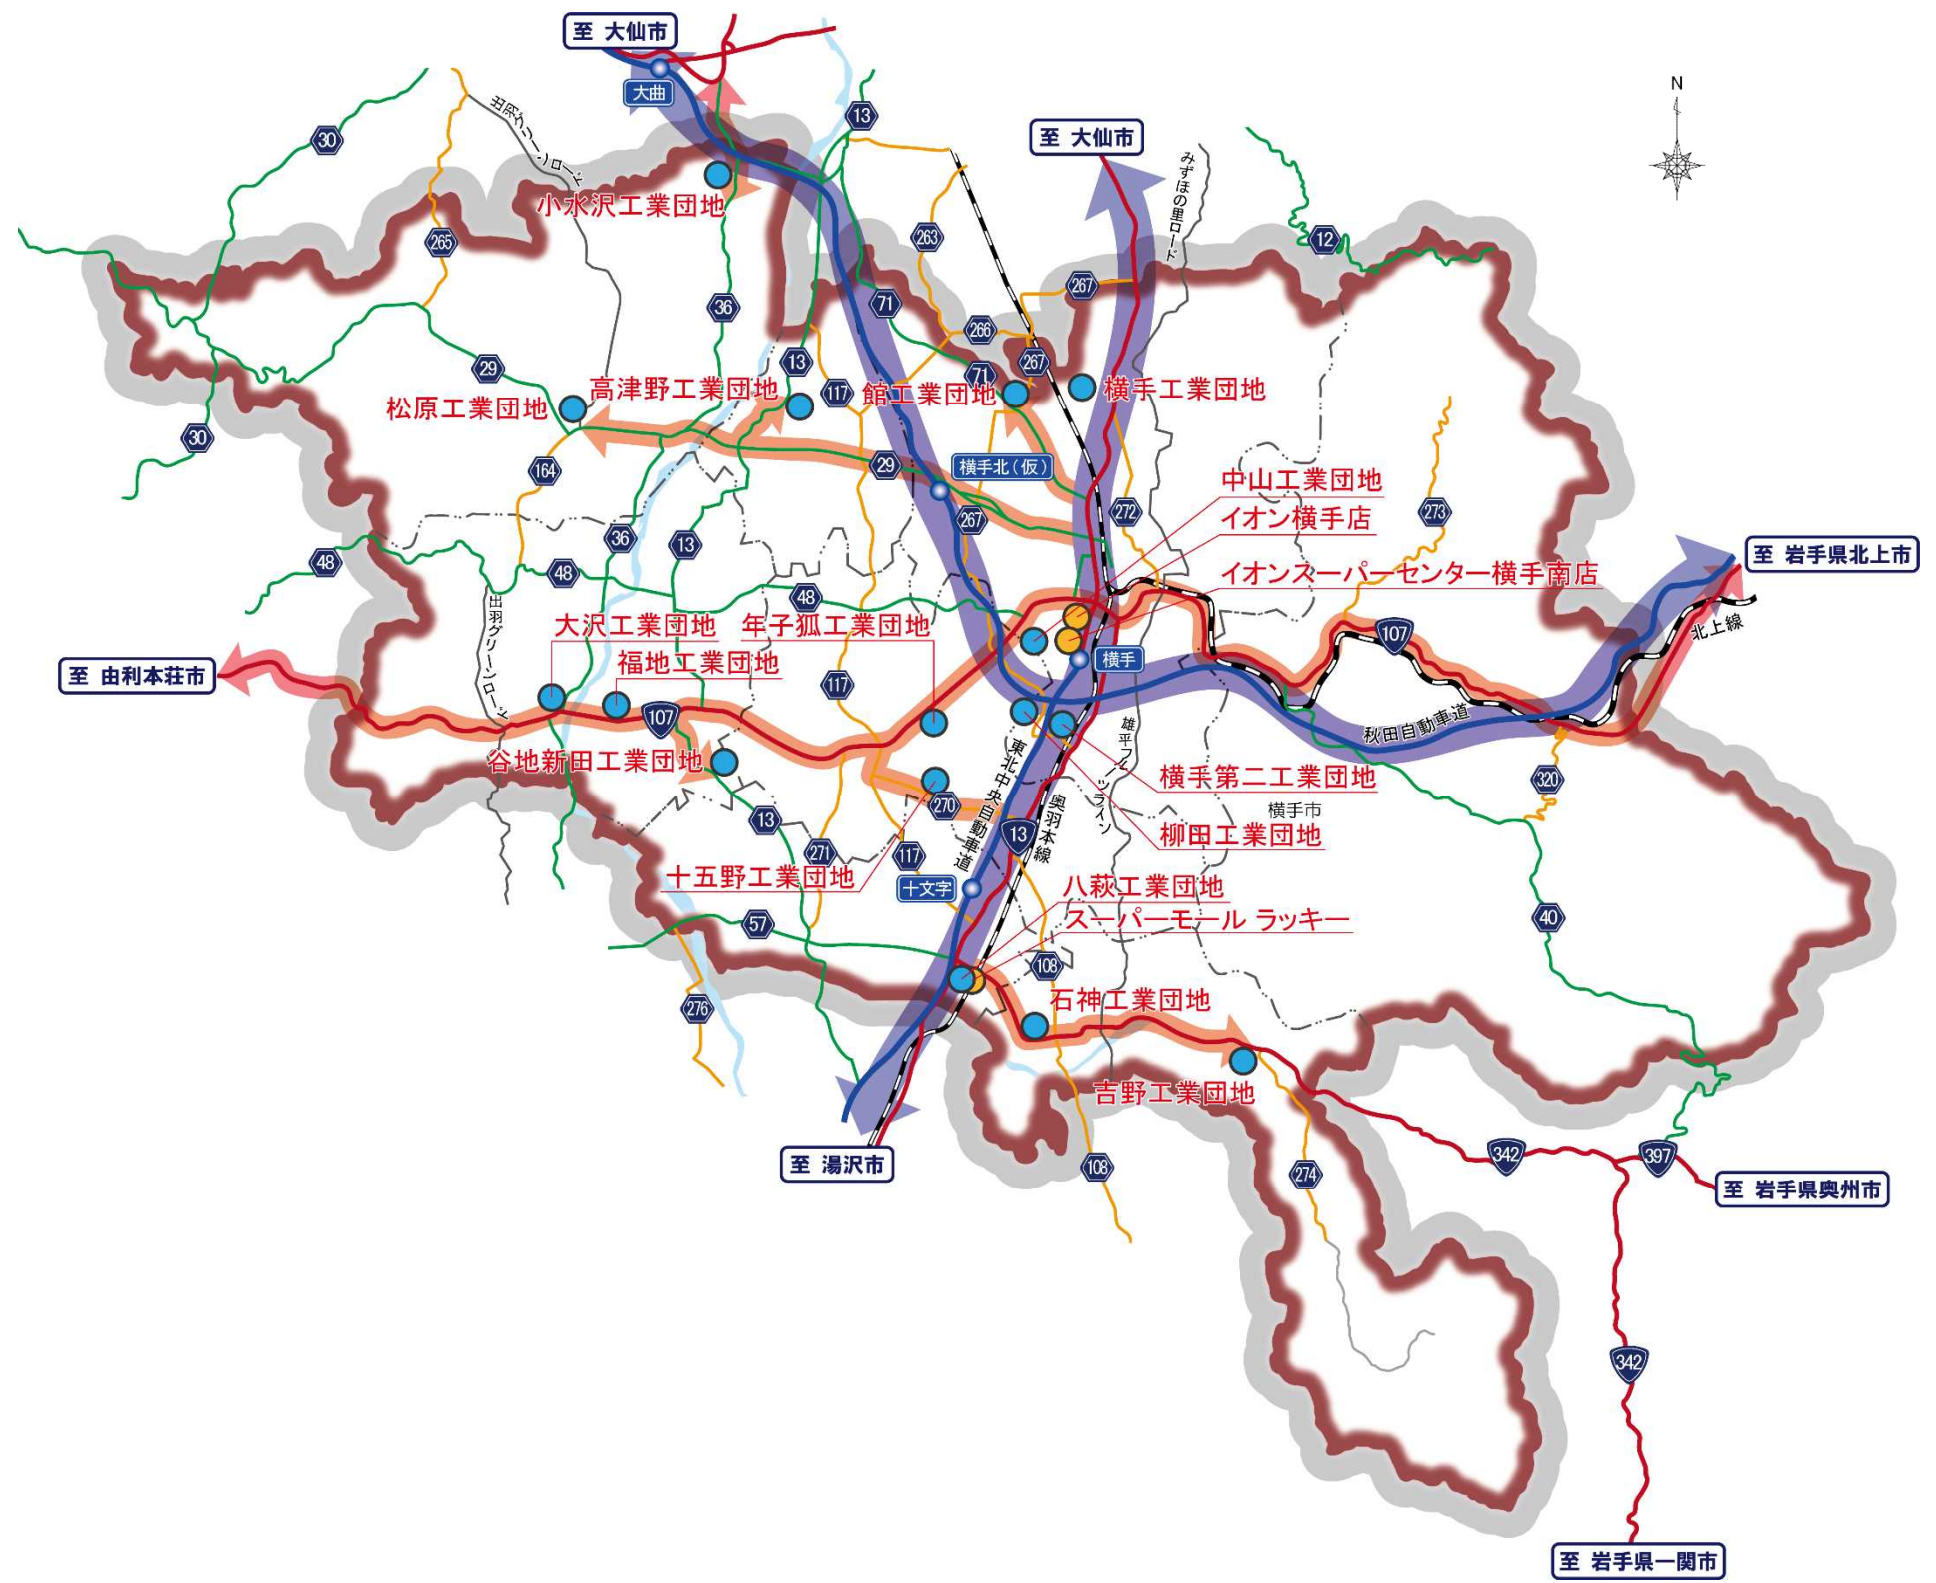 至 大仙市
大曲
13
N
至 大仙市
出羽グリーンロード
30
みずほの里ロード
小水沢工業団地
265
263
12
267
36
71
266
29
13
267
71
高津野工業団地
117
館工業団地
横手工業団地
松原工業団地
30
164
29
横手北(仮)
中山工業団地
267
272
イオン横手店
273
36
13
48
48
至 岩手県北上市
イオンスーパーセンター横手南店
48
出羽グリーンロード
大沢工業団地
年子狐工業団地
107
北上線
福地工業団地
横手
至 由利本荘市
117
107
秋田自動車道
雄平フルーツライン
谷地新田工業団地
東北中央自動車道
横手第二工業団地
320
270
奥羽本線
横手市
13
13
柳田工業団地
271
117
十五野工業団地
十文字
八萩工業団地
スーパーモール ラッキー
57
40
108
276
石神工業団地
吉野工業団地
至 湯沢市
108
274
342
397
至 岩手県奥州市
342
至 岩手県一関市